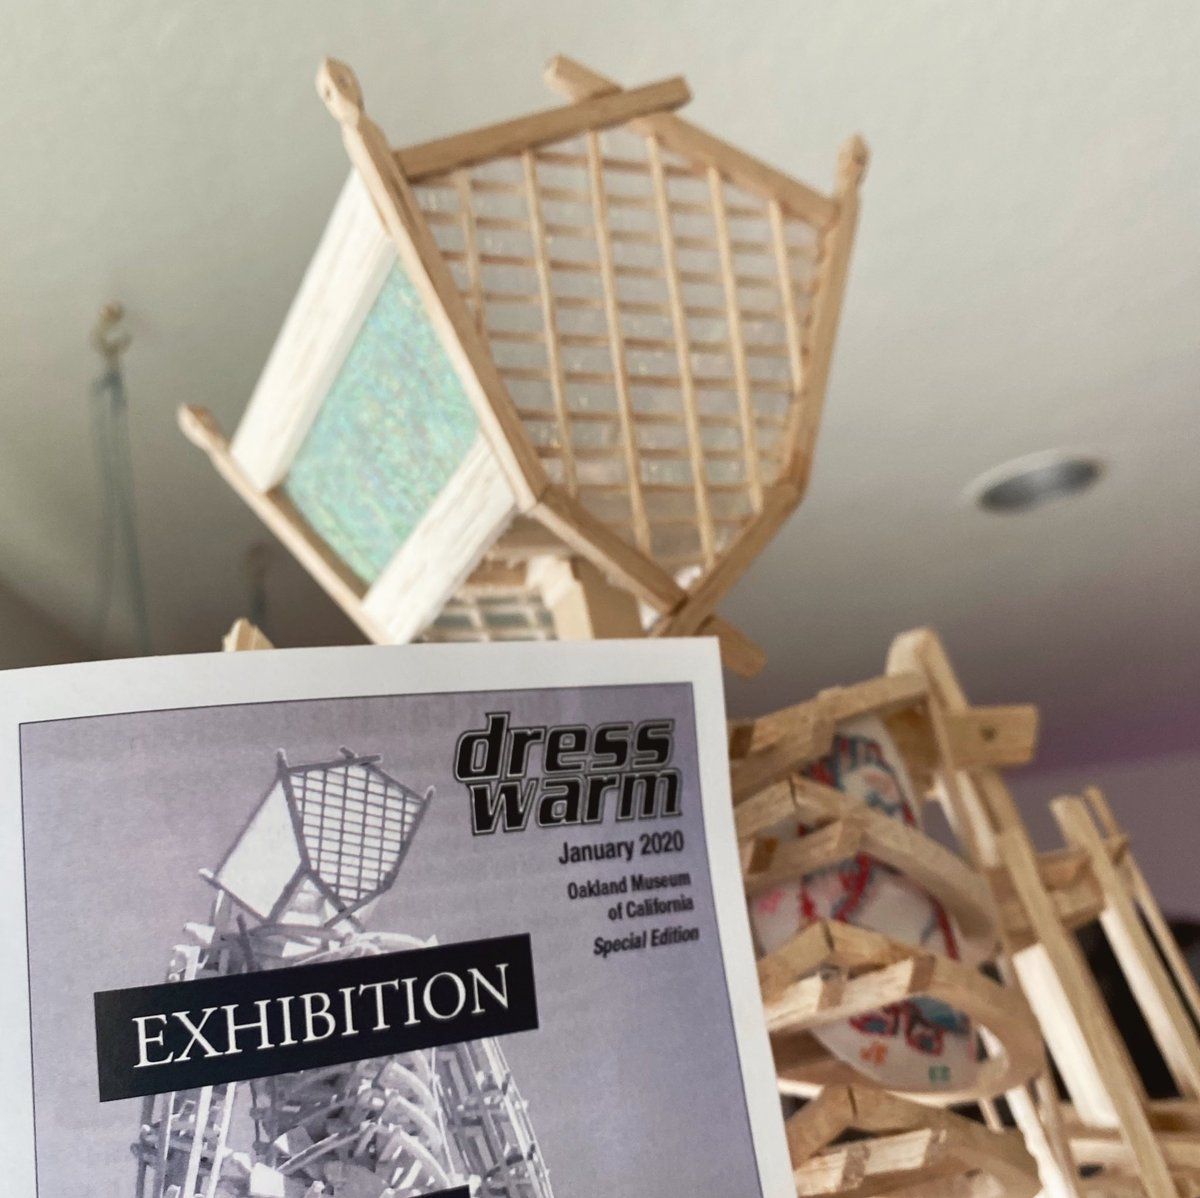 dress
warm
January 2020
Oakland Museum
of California
Special Edition
EXHIBITION